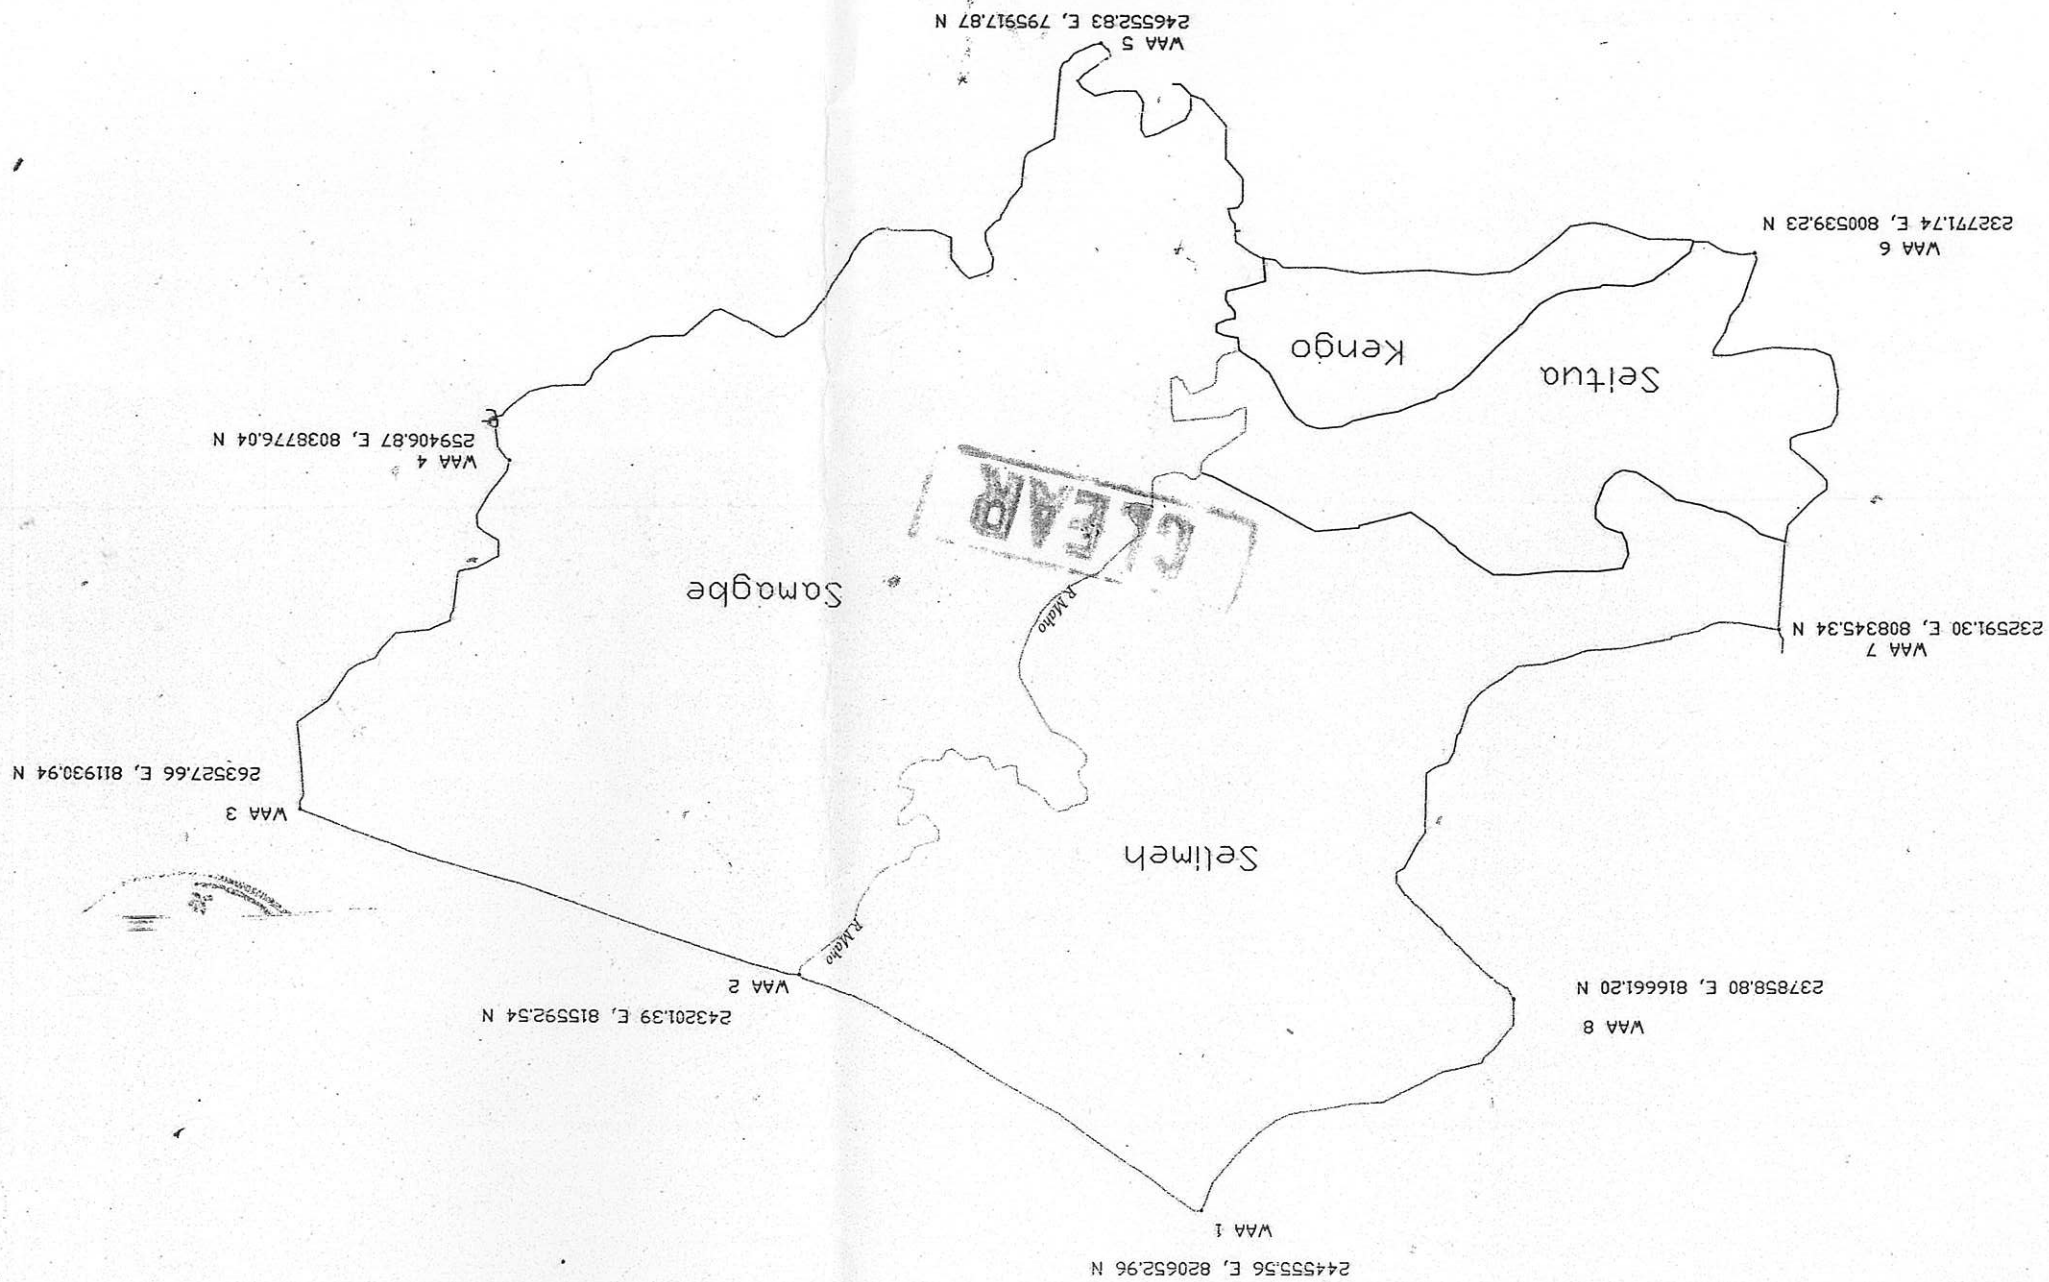 244555.56 E, 820652.96 N
WAA 1
WAA 8
237858.80 E, 816661.20 N
243201.39 E, 815592.54 N
WAA 2
R.Maho
Selimeh
WAA 3
263527.66 E, 811930.94 N
WAA 7
232591.30 E, 808345.34 N
R.Maho
Samagbe
CLEAR
WAA 4
259406.87 E, 8038776.04 N
Seitua
Kengo
WAA 6
232771.74 E, 800539.23 N
WAA 5
246552.83 E, 795917.87 N